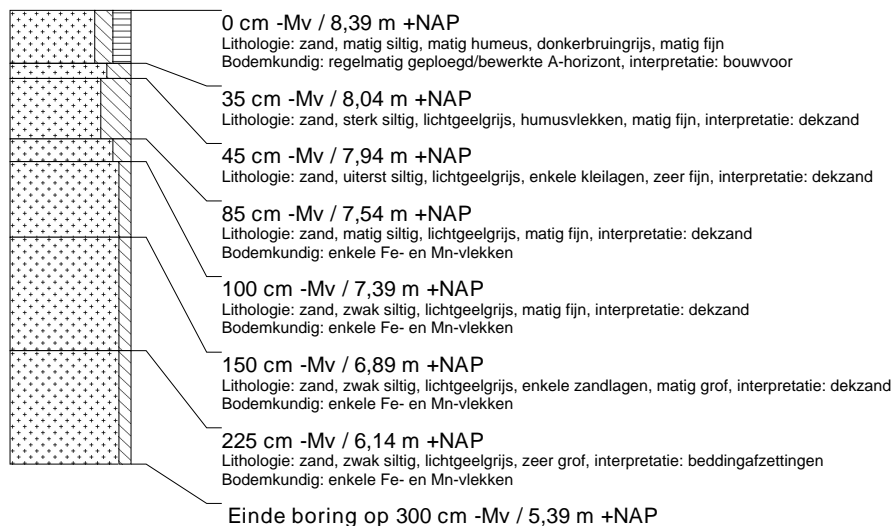 0 cm -Mv / 8,39 m +NAP
Lithologie: zand, matig siltig, matig humeus, donkerbruingrijs, matig fijn
Bodemkundig: regelmatig geploegd/bewerkte A-horizont, interpretatie: bouwvoor
35 cm -Mv / 8,04 m +NAP
Lithologie: zand, sterk siltig, lichtgeelgrijs, humusvlekken, matig fijn, interpretatie: dekzand
45 cm -Mv / 7,94 m +NAP
Lithologie: zand, uiterst siltig, lichtgeelgrijs, enkele kleilagen, zeer fijn, interpretatie: dekzand
85 cm -Mv / 7,54 m +NAP
Lithologie: zand, matig siltig, lichtgeelgrijs, matig fijn, interpretatie: dekzand
Bodemkundig: enkele Fe- en Mn-vlekken
100 cm -Mv / 7,39 m +NAP
Lithologie: zand, zwak siltig, lichtgeelgrijs, matig fijn, interpretatie: dekzand
Bodemkundig: enkele Fe- en Mn-vlekken
150 cm -Mv / 6,89 m +NAP
Lithologie: zand, zwak siltig, lichtgeelgrijs, enkele zandlagen, matig grof, interpretatie: dekzand
Bodemkundig: enkele Fe- en Mn-vlekken
225 cm -Mv / 6,14 m +NAP
Lithologie: zand, zwak siltig, lichtgeelgrijs, zeer grof, interpretatie: beddingafzettingen
Bodemkundig: enkele Fe- en Mn-vlekken
Einde boring op 300 cm -Mv / 5,39 m +NAP